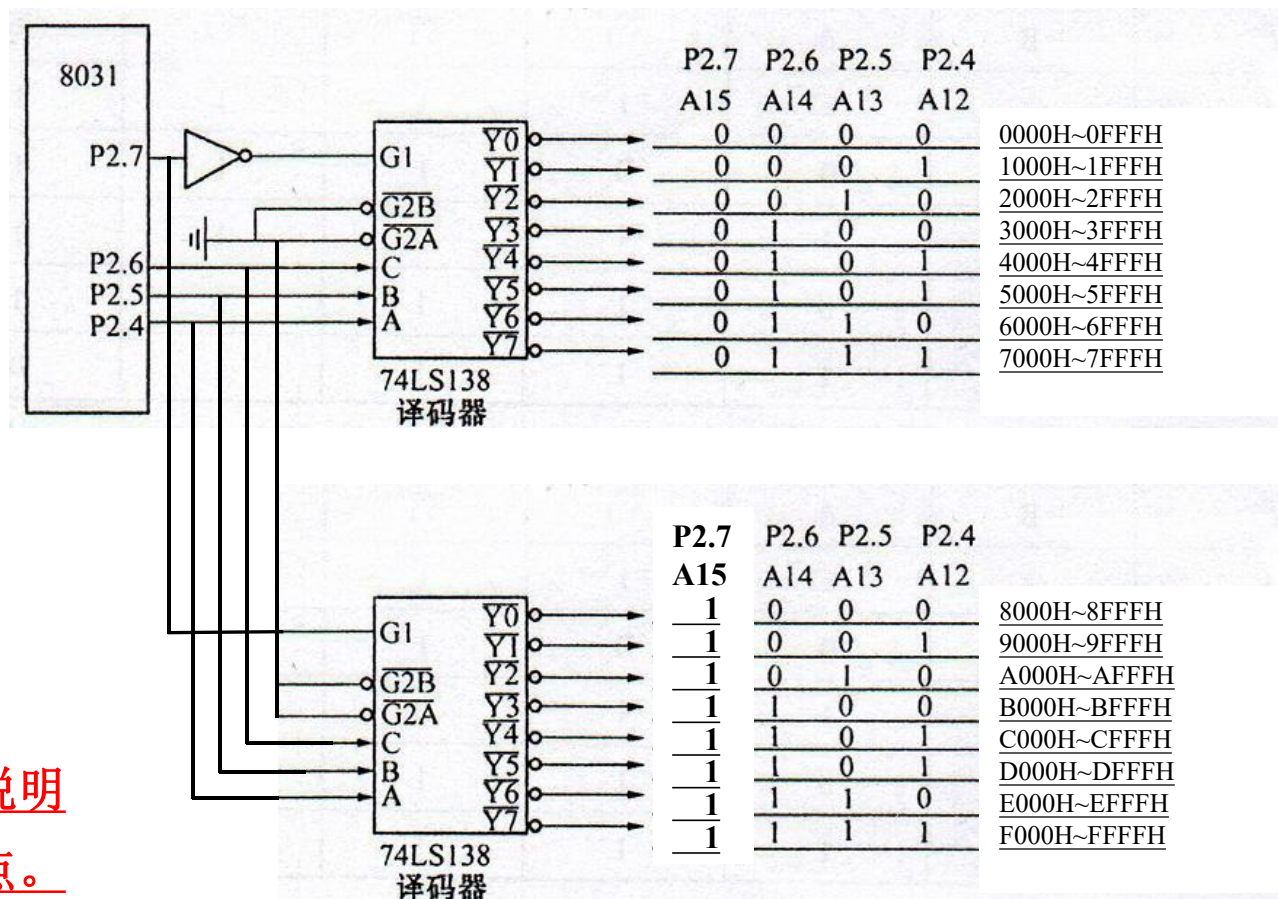 8031
P2.7 P2.6 P2.5 P2.4
A15 A14 A13 A12
P2.7
P2.6
P2.5
P2.4
G1
G2B
G2A
C
B
A
Y0
Y1
Y2
Y3
Y4
Y5
Y6
Y7
74LS138
译码器
0 0 0 0 0000H~0FFFH
0 0 0 1 1000H~1FFFH
0 0 1 0 2000H~2FFFH
0 1 0 0 3000H~3FFFH
0 1 0 1 4000H~4FFFH
0 1 0 1 5000H~5FFFH
0 1 1 0 6000H~6FFFH
0 1 1 1 7000H~7FFFH
P2.7 P2.6 P2.5 P2.4
A15 A14 A13 A12
G1
G2B
G2A
C
B
A
Y0
Y1
Y2
Y3
Y4
Y5
Y6
Y7
74LS138
译码器
1 0 0 0 8000H~8FFFH
1 0 0 1 9000H~9FFFH
1 0 1 0 A000H~AFFFH
1 1 0 0 B000H~BFFFH
1 1 0 1 C000H~CFFFH
1 1 0 1 D000H~DFFFH
1 1 1 0 E000H~EFFFH
1 1 1 1 F000H~FFFFH
说明
点。